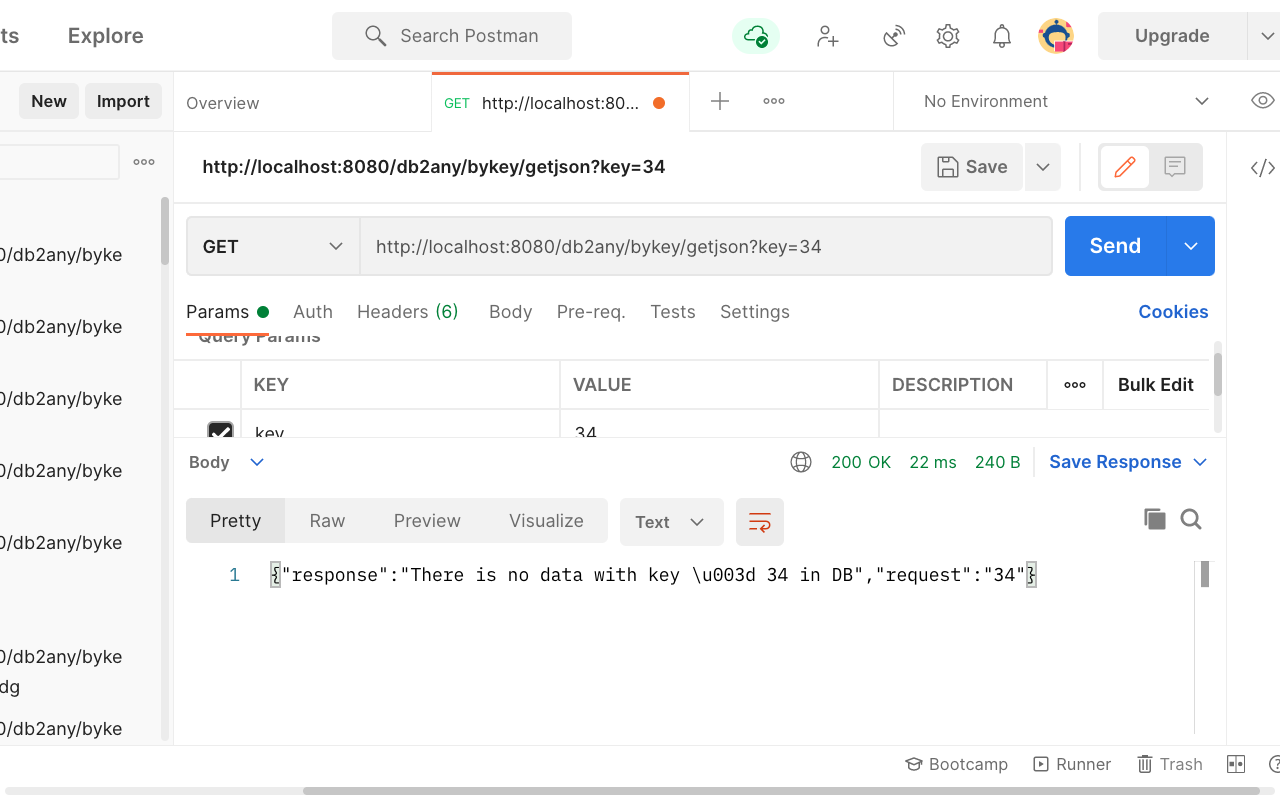 ts Explore Search Postman Upgrade
New Import Overview GET http://localhost:80... No Environment
http://localhost:8080/db2any/bykey/getjson?key=34 Save </>
GET http://localhost:8080/db2any/bykey/getjson?key=34 Send
0/db2any/byke
Params Auth Headers (6) Body Pre-req. Tests Settings Cookies
0/db2any/byke
Query Params
KEY VALUE DESCRIPTION Bulk Edit
0/db2any/byke
key 34
Body 200 OK 22 ms 240 B Save Response
0/db2any/byke
Pretty Raw Preview Visualize Text
0/db2any/byke
1 {"response":"There is no data with key \u003d 34 in DB","request":"34"}
0/db2any/byke
dg
0/db2any/byke
Bootcamp Runner Trash